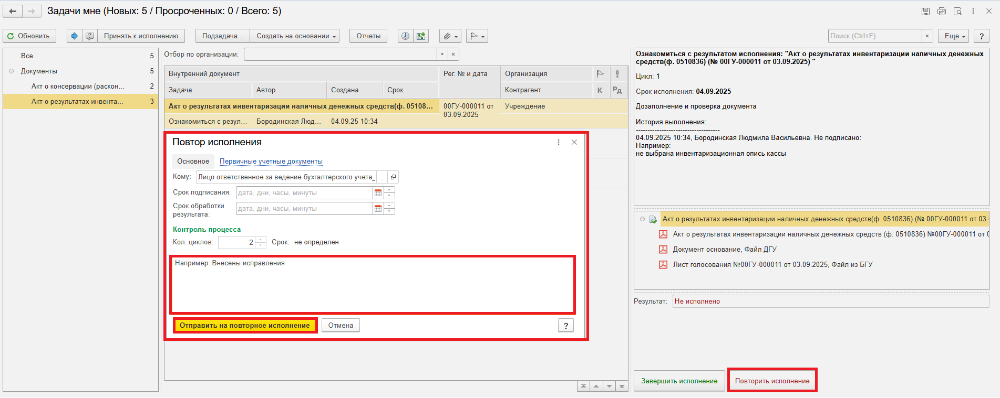 Задачи мне (Новых: 5 / Просроченных: 0 / Всего: 5)
Обновить
Принять к исполнению
Подзадача...
Создать на основании
Отчеты
Поиск (Ctrl+F)
×
Еще
?
Все 5
Документы 5
Акт о консервации (раскон... 2
Акт о результатах инвента... 3
Отбор по организации:
×
Внутренний документ
Рег. № и дата
Организация
Задача
Автор
Создана
Срок
Контрагент
К
Рд
Акт о результатах инвентаризации наличных денежных средств(ф. 05108...
00ГУ-000011 от
03.09.2025
Учреждение
Ознакомиться с резул...
Бородинская Люд...
04.09.25 10:34
Повтор исполнения
Основное
Первичные учетные документы
Кому:
Лицо ответственное за ведение бухгалтерского учета_
...
Срок подписания:
дата, дни, часы, минуты
Срок обработки
результата:
дата, дни, часы, минуты
Контроль процесса
Кол. циклов:
2
Срок: не определен
Например: Внесены исправления
Отправить на повторное исполнение
Отмена
?
Ознакомиться с результатом исполнения: "Акт о результатах инвентаризации наличных денежных
средств(ф. 0510836) (№ 00ГУ-000011 от 03.09.2025) "
Цикл: 1
Срок исполнения: 04.09.2025
Дозаполнение и проверка документа
История выполнения:
------------------------------------
04.09.2025 10:34, Бородинская Людмила Васильевна. Не подписано:
Например:
не выбрана инвентаризационная опись кассы
Акт о результатах инвентаризации наличных денежных средств(ф. 0510836) (№ 00ГУ-000011 от 03.
Акт о результатах инвентаризации наличных денежных средств (ф. 0510836) №00ГУ-000011 от 0
Документ основание, Файл ДГУ
Лист голосования №00ГУ-000011 от 03.09.2025, Файл из БГУ
Результат:
Не исполнено
Завершить исполнение
Повторить исполнение